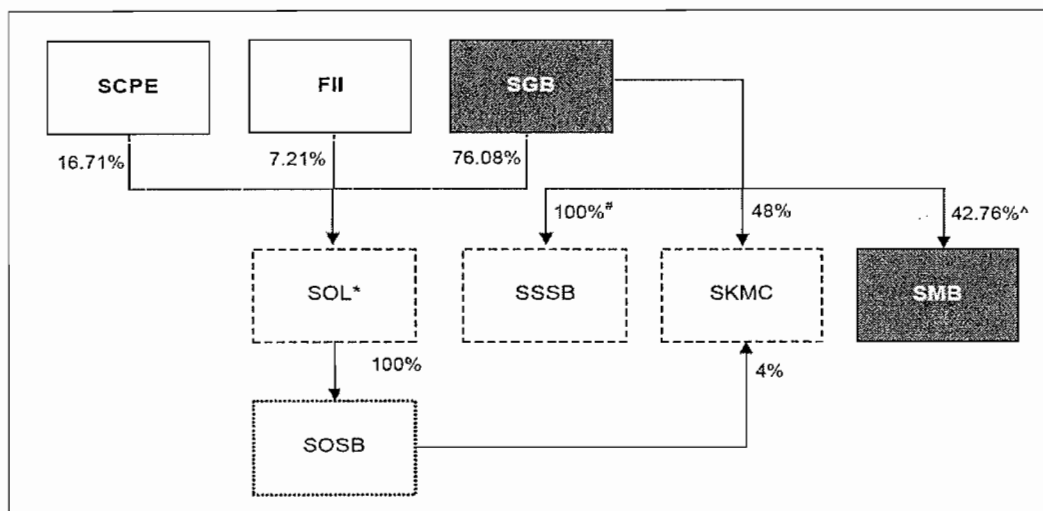 SCPE
FII
SGB
16.71%
7.21%
76.08%
100%#
48%
42.76%^
SOL*
SSSB
SKMC
SMB
100%
4%
SOSB